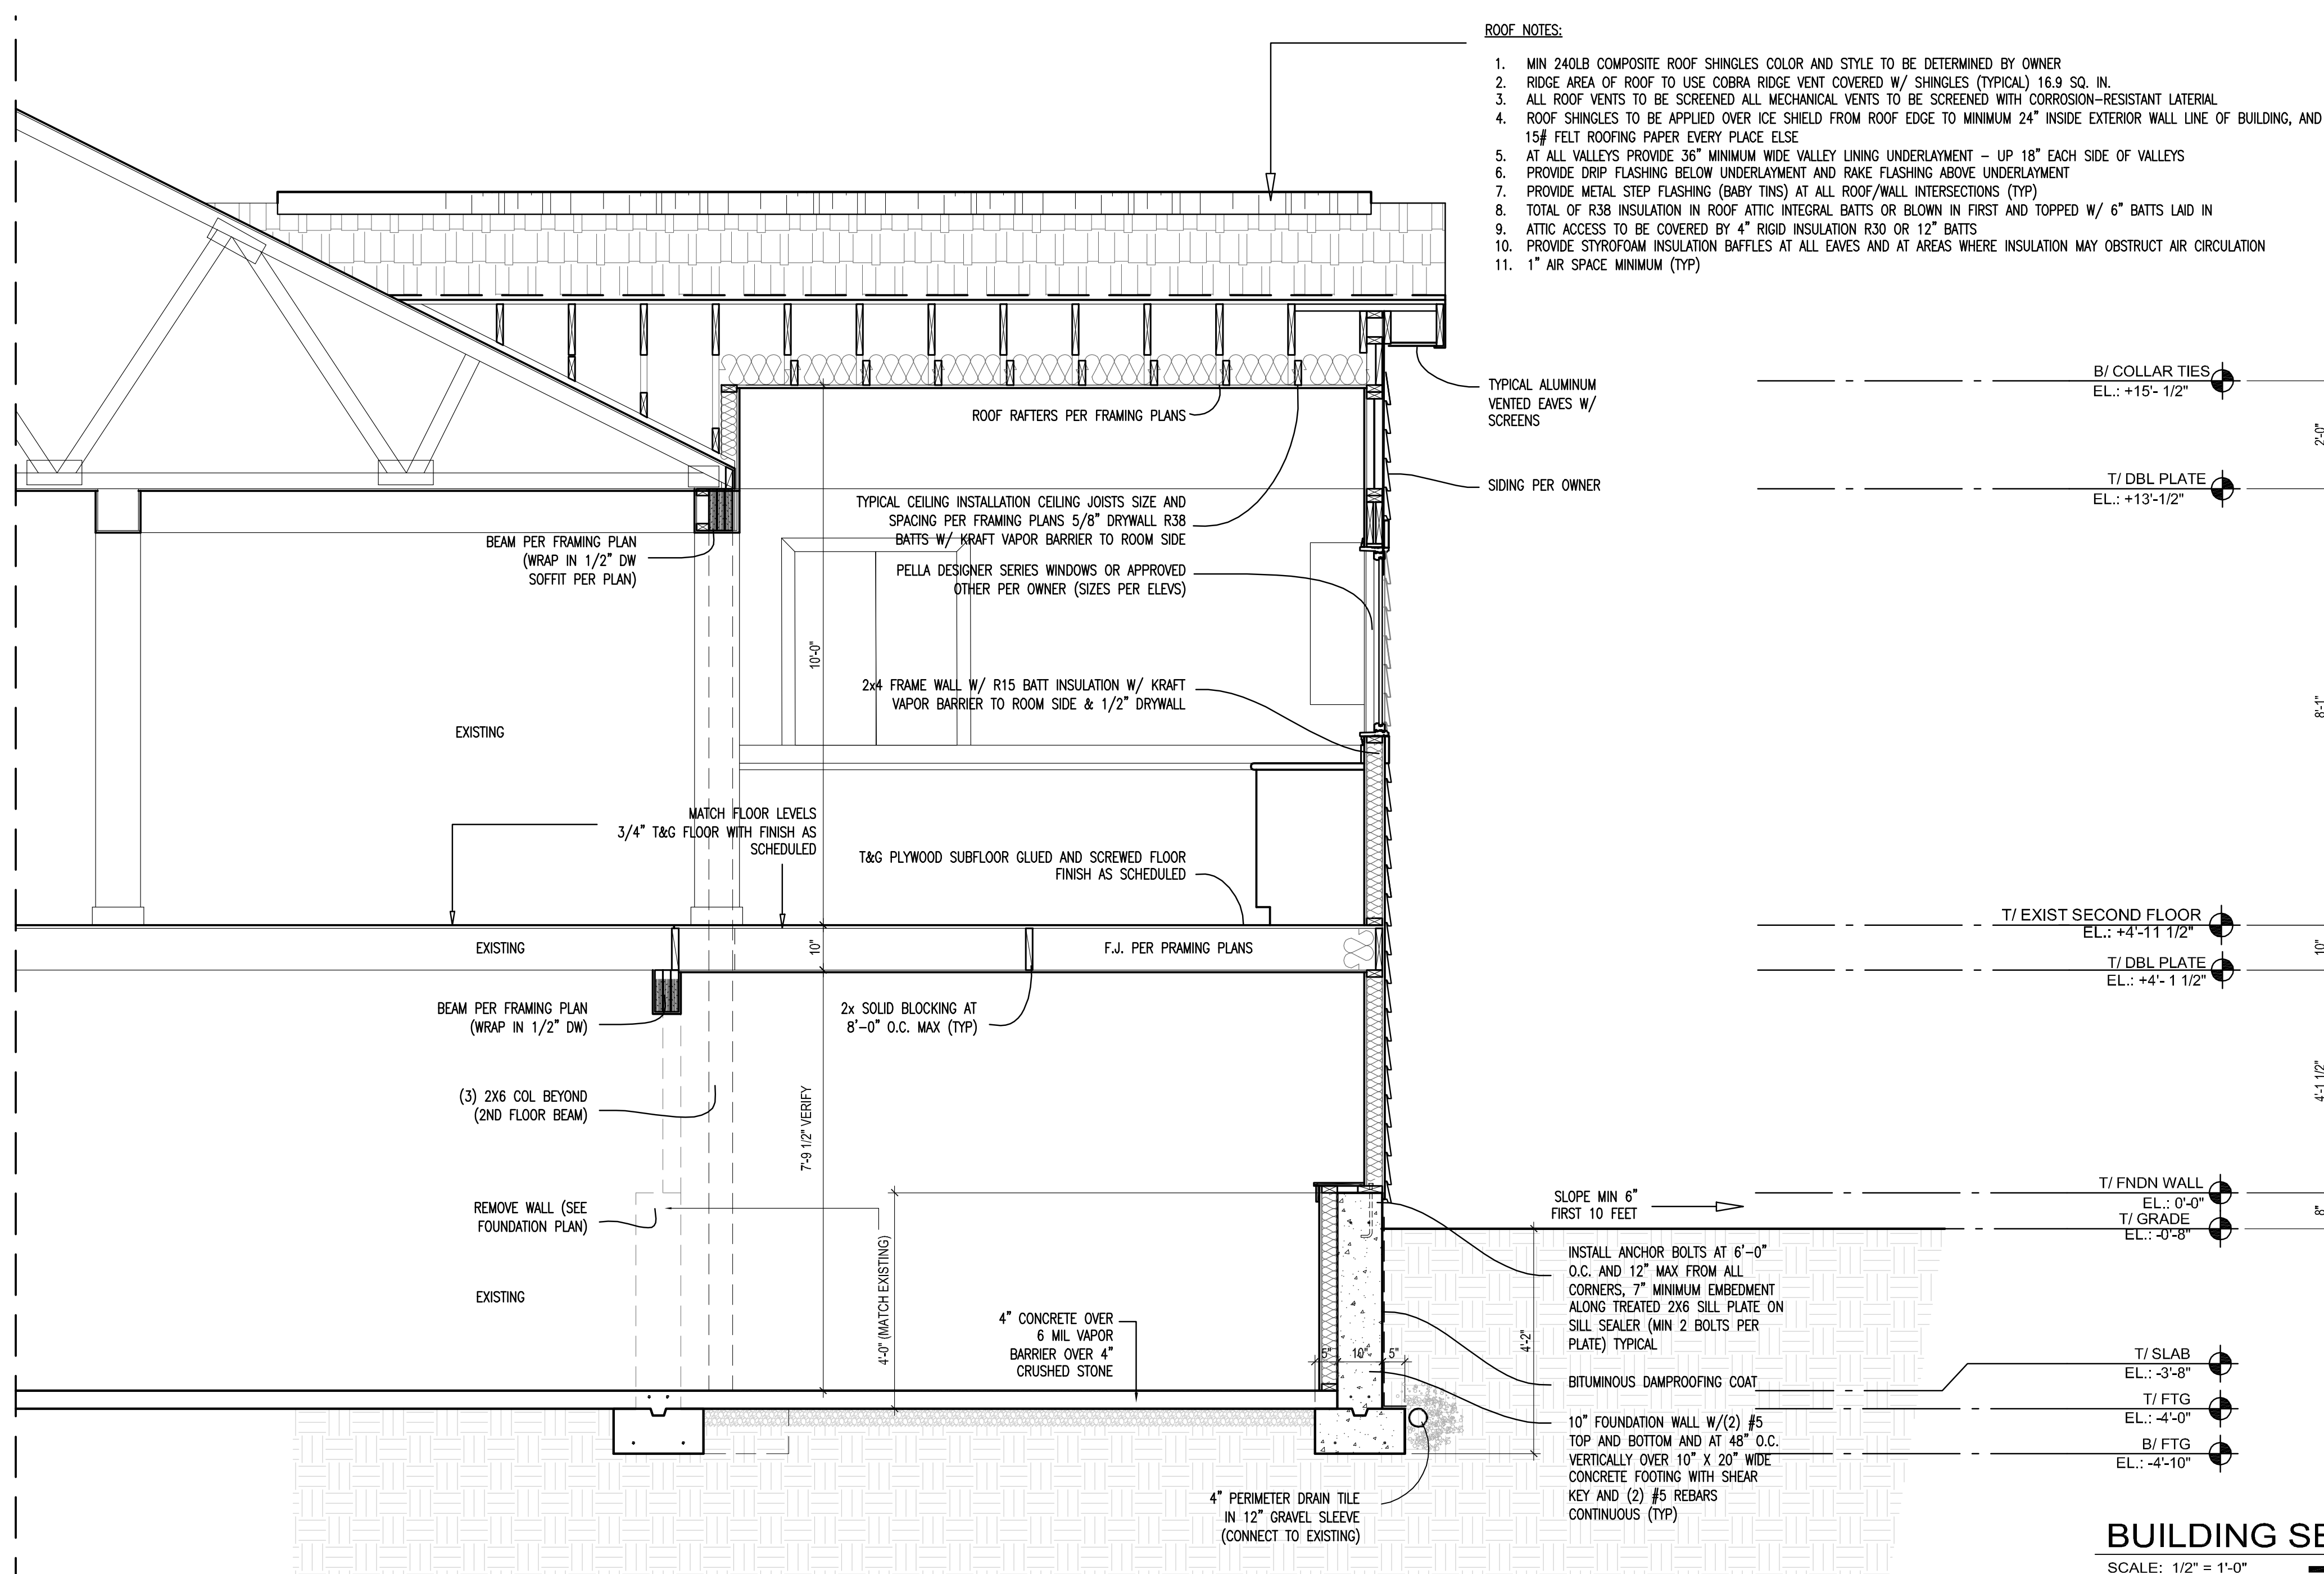 ROOF NOTES:
1. MIN 240LB COMPOSITE ROOF SHINGLES COLOR AND STYLE TO BE DETERMINED BY OWNER
2. RIDGE AREA OF ROOF TO USE COBRA RIDGE VENT COVERED W/ SHINGLES (TYPICAL) 16.9 SQ. IN.
3. ALL ROOF VENTS TO BE SCREENED ALL MECHANICAL VENTS TO BE SCREENED WITH CORROSION-RESISTANT LATERIAL
4. ROOF SHINGLES TO BE APPLIED OVER ICE SHIELD FROM ROOF EDGE TO MINIMUM 24" INSIDE EXTERIOR WALL LINE OF BUILDING, AND
15# FELT ROOFING PAPER EVERY PLACE ELSE
5. AT ALL VALLEYS PROVIDE 36" MINIMUM WIDE VALLEY LINING UNDERLAYMENT - UP 18" EACH SIDE OF VALLEYS
6. PROVIDE DRIP FLASHING BELOW UNDERLAYMENT AND RAKE FLASHING ABOVE UNDERLAYMENT
7. PROVIDE METAL STEP FLASHING (BABY TINS) AT ALL ROOF/WALL INTERSECTIONS (TYP)
8. TOTAL OF R38 INSULATION IN ROOF ATTIC INTEGRAL BATTS OR BLOWN IN FIRST AND TOPPED W/ 6" BATTS LAID IN
9. ATTIC ACCESS TO BE COVERED BY 4" RIGID INSULATION R30 OR 12" BATTS
10. PROVIDE STYROFOAM INSULATION BAFFLES AT ALL EAVES AND AT AREAS WHERE INSULATION MAY OBSTRUCT AIR CIRCULATION
11. 1" AIR SPACE MINIMUM (TYP)
B/ COLLAR TIES
EL.: +15'- 1/2"
TYPICAL ALUMINUM
VENTED EAVES W/
SCREENS
ROOF RAFTERS PER FRAMING PLANS
2'-0"
T/ DBL PLATE
EL.: +13'-1/2"
SIDING PER OWNER
TYPICAL CEILING INSTALLATION CEILING JOISTS SIZE AND
SPACING PER FRAMING PLANS 5/8" DRYWALL R38
BATTS W/ KRAFT VAPOR BARRIER TO ROOM SIDE
BEAM PER FRAMING PLAN
(WRAP IN 1/2" DW
SOFFIT PER PLAN)
PELLA DESIGNER SERIES WINDOWS OR APPROVED
OTHER PER OWNER (SIZES PER ELEVS)
10'-0"
2x4 FRAME WALL W/ R15 BATT INSULATION W/ KRAFT
VAPOR BARRIER TO ROOM SIDE & 1/2" DRYWALL
8'-1"
EXISTING
MATCH FLOOR LEVELS
3/4" T&G FLOOR WITH FINISH AS
SCHEDULED
T&G PLYWOOD SUBFLOOR GLUED AND SCREWED FLOOR
FINISH AS SCHEDULED
T/ EXIST SECOND FLOOR
EL.: +4'-11 1/2"
EXISTING
10"
F.J. PER PRAMING PLANS
10"
T/ DBL PLATE
EL.: +4'- 1 1/2"
BEAM PER FRAMING PLAN
(WRAP IN 1/2" DW)
2x SOLID BLOCKING AT
8'-0" O.C. MAX (TYP)
(3) 2X6 COL BEYOND
(2ND FLOOR BEAM)
7'-9 1/2" VERIFY
4'-1 1/2"
T/ FNDN WALL
EL.: 0'-0"
T/ GRADE
EL.: -0'-8"
8"
SLOPE MIN 6"
FIRST 10 FEET
REMOVE WALL (SEE
FOUNDATION PLAN)
EXISTING
4'-0" (MATCH EXISTING)
INSTALL ANCHOR BOLTS AT 6'-0"
O.C. AND 12" MAX FROM ALL
CORNERS, 7" MINIMUM EMBEDMENT
ALONG TREATED 2X6 SILL PLATE ON
SILL SEALER (MIN 2 BOLTS PER
PLATE) TYPICAL
4" CONCRETE OVER
6 MIL VAPOR
BARRIER OVER 4"
CRUSHED STONE
5"
10"
5"
4'-2"
BITUMINOUS DAMPROOFING COAT
T/ SLAB
EL.: -3'-8"
T/ FTG
EL.: -4'-0"
B/ FTG
EL.: -4'-10"
10" FOUNDATION WALL W/(2) #5
TOP AND BOTTOM AND AT 48" O.C.
VERTICALLY OVER 10" X 20" WIDE
CONCRETE FOOTING WITH SHEAR
KEY AND (2) #5 REBARS
CONTINUOUS (TYP)
4" PERIMETER DRAIN TILE
IN 12" GRAVEL SLEEVE
(CONNECT TO EXISTING)
BUILDING SE
SCALE: 1/2" = 1'-0"